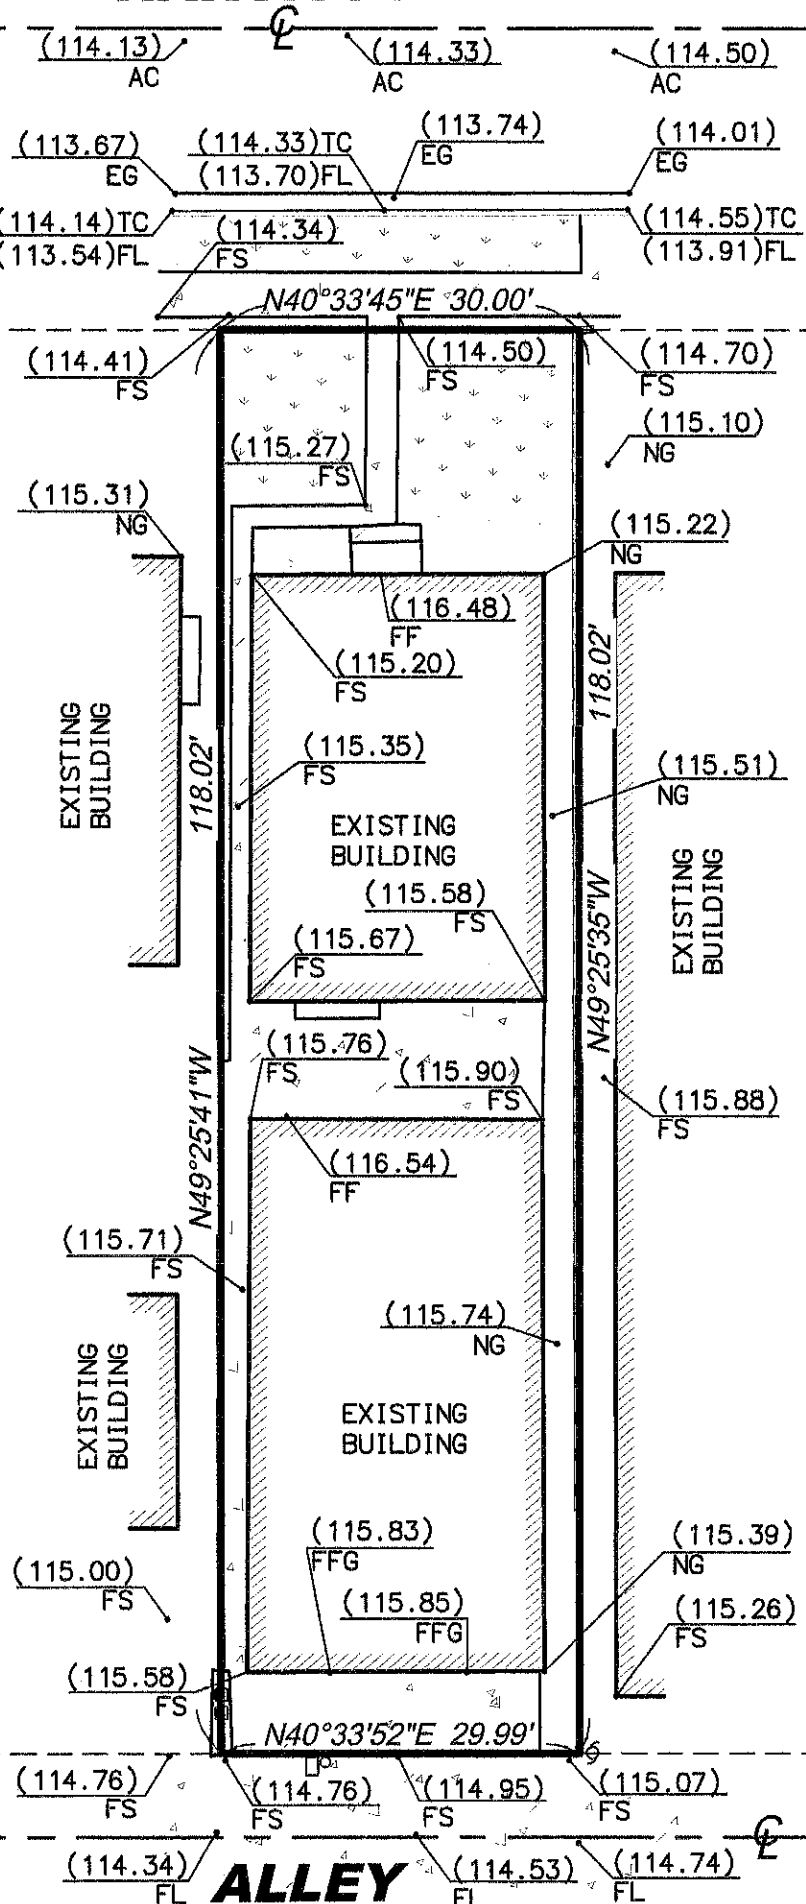 ℄
(114.13)
AC
(114.33)
AC
(114.50)
AC
(113.67)
EG
(114.33)TC
(113.70)FL
(113.74)
EG
(114.01)
EG
(114.14)TC
(113.54)FL
(114.34)
FS
(114.55)TC
(113.91)FL
N40°33'45"E 30.00'
(114.41)
FS
(114.50)
FS
(114.70)
FS
(115.10)
NG
(115.27)
FS
(115.31)
NG
(115.22)
NG
(116.48)
FF
(115.20)
FS
118.02'
EXISTING
BUILDING
118.02'
(115.35)
FS
(115.51)
NG
EXISTING
BUILDING
(115.58)
FS
EXISTING
BUILDING
(115.67)
FS
N49°25'35"W
(115.76)
FS
(115.90)
FS
(115.88)
FS
N49°25'41"W
(116.54)
FF
(115.71)
FS
(115.74)
NG
EXISTING
BUILDING
EXISTING
BUILDING
(115.83)
FFG
(115.39)
NG
(115.00)
FS
(115.85)
FFG
(115.26)
FS
(115.58)
FS
N40°33'52"E 29.99'
(114.76)
FS
(114.76)
FS
(114.95)
FS
(115.07)
FS
℄
(114.34)
FL
ALLEY
(114.53)
FL
(114.74)
FL